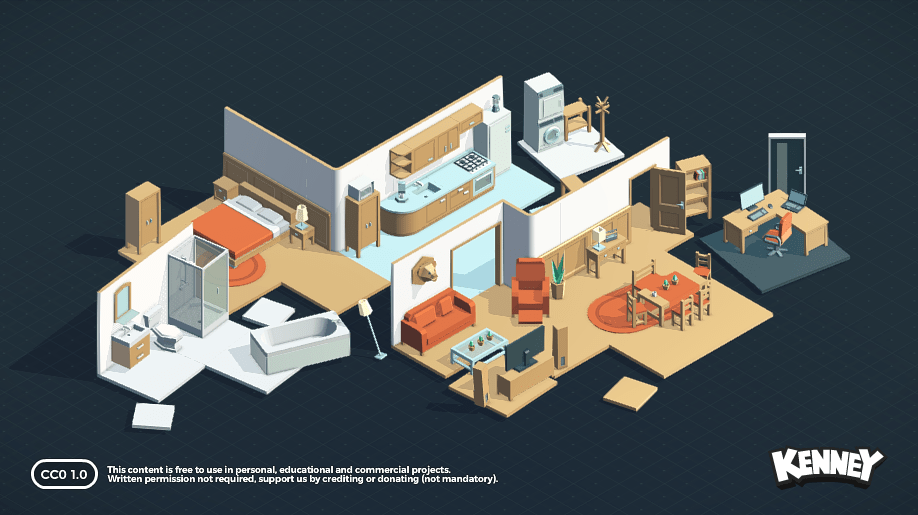 CC0 1.0
This content is free to use in personal, educational and commercial projects.
Written permission not required, support us by crediting or donating (not mandatory).
KENNEY